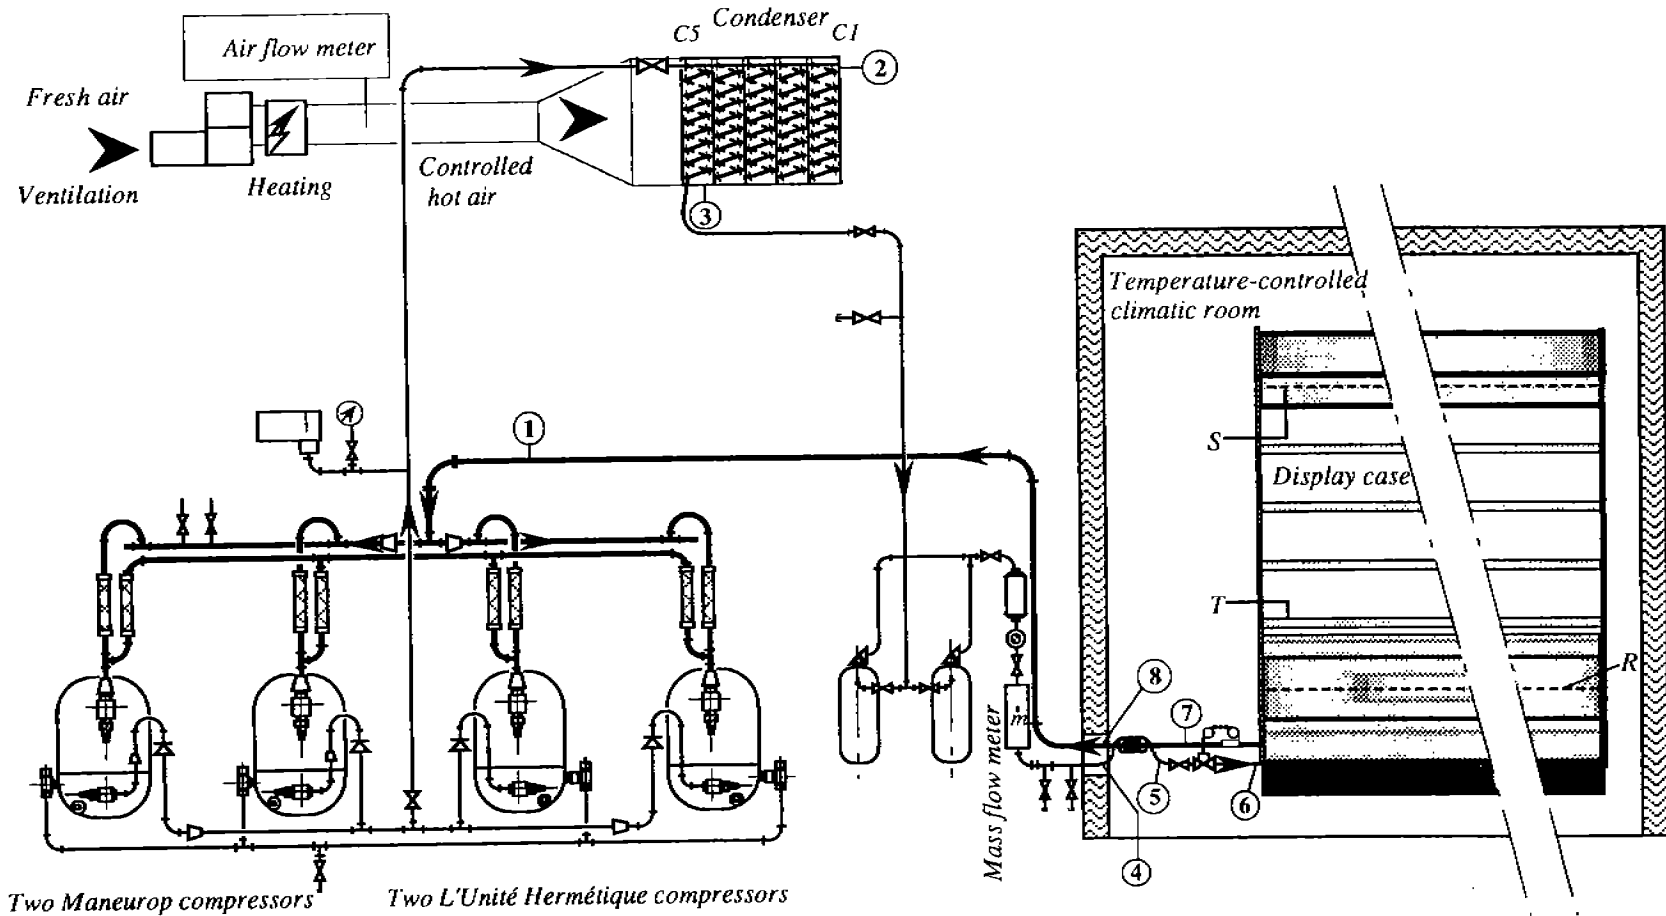 Condenser
C5
C1
Air flow meter
2
Fresh air
Controlled
hot air
Ventilation
Heating
3
Temperature-controlled
climatic room
1
S
Display case
T
R
8
7
m
Mass flow meter
5
6
4
Two Maneurop compressors
Two L'Unité Hermétique compressors